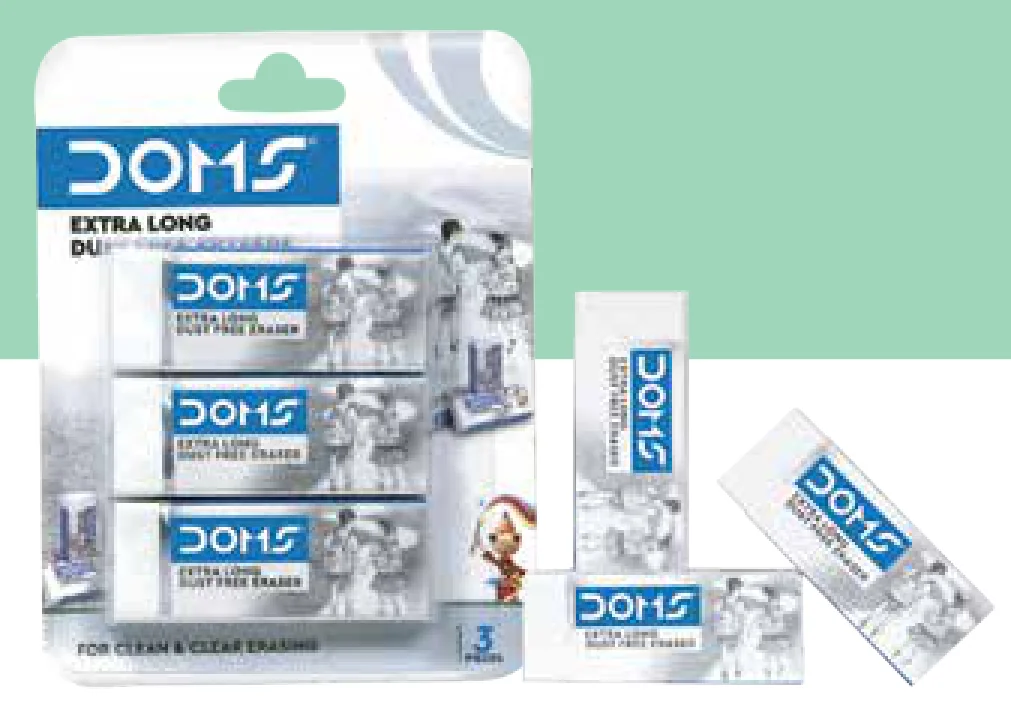 DOMS
EXTRA LONG
DOMS
EXTRA LONG
DUST FREE ERASER
DOMS
EXTRA LONG
DUST FREE ERASER
DOMS
EXTRA LONG
DUST FREE ERASER
FOR CLEAN & CLEAR ERASING
3
PIECES
DOMS
EXTRA LONG
DUST FREE ERASER
DOMS
EXTRA LONG
DUST FREE ERASER
DOMS
EXTRA LONG
DUST FREE ERASER